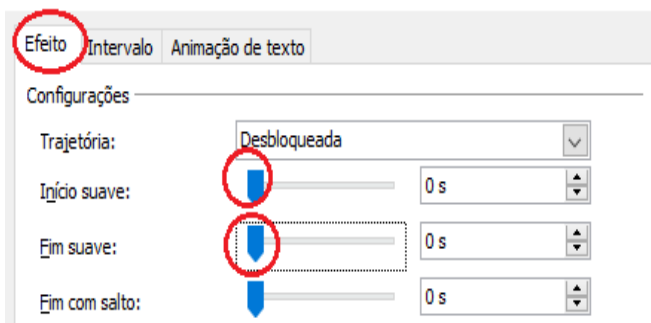 Efeito Intervalo Animação de texto
Configurações
Trajetória: Desbloqueada
Início suave: 0 s
Fim suave: 0 s
Fim com salto: 0 s